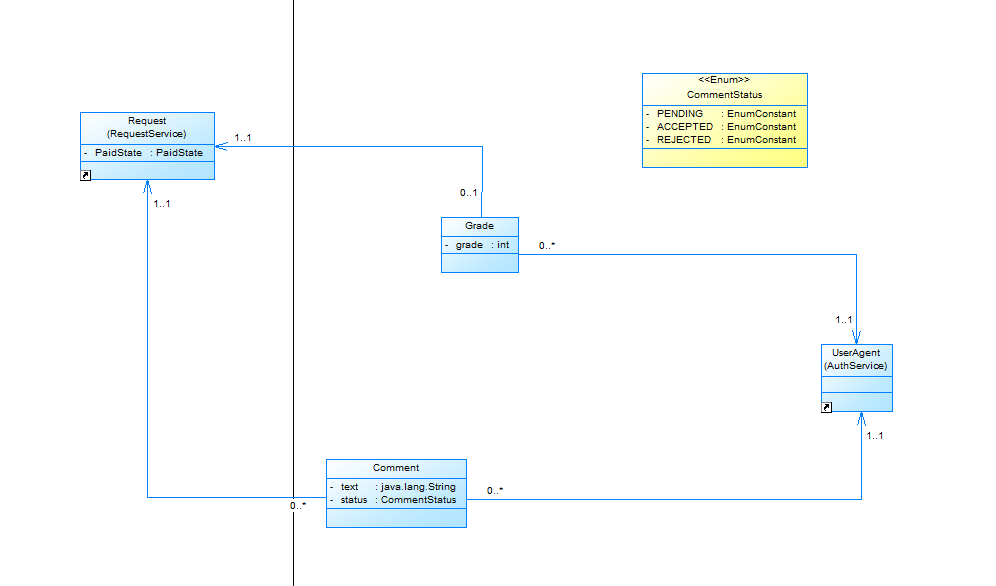 <<Enum>>
CommentStatus
- PENDING : EnumConstant
- ACCEPTED : EnumConstant
- REJECTED : EnumConstant
Request
(RequestService)
- PaidState : PaidState
1..1
1..1
0..1
Grade
- grade : int
0..*
1..1
UserAgent
(AuthService)
1..1
Comment
- text : java.lang.String
- status : CommentStatus
0..*
0..*